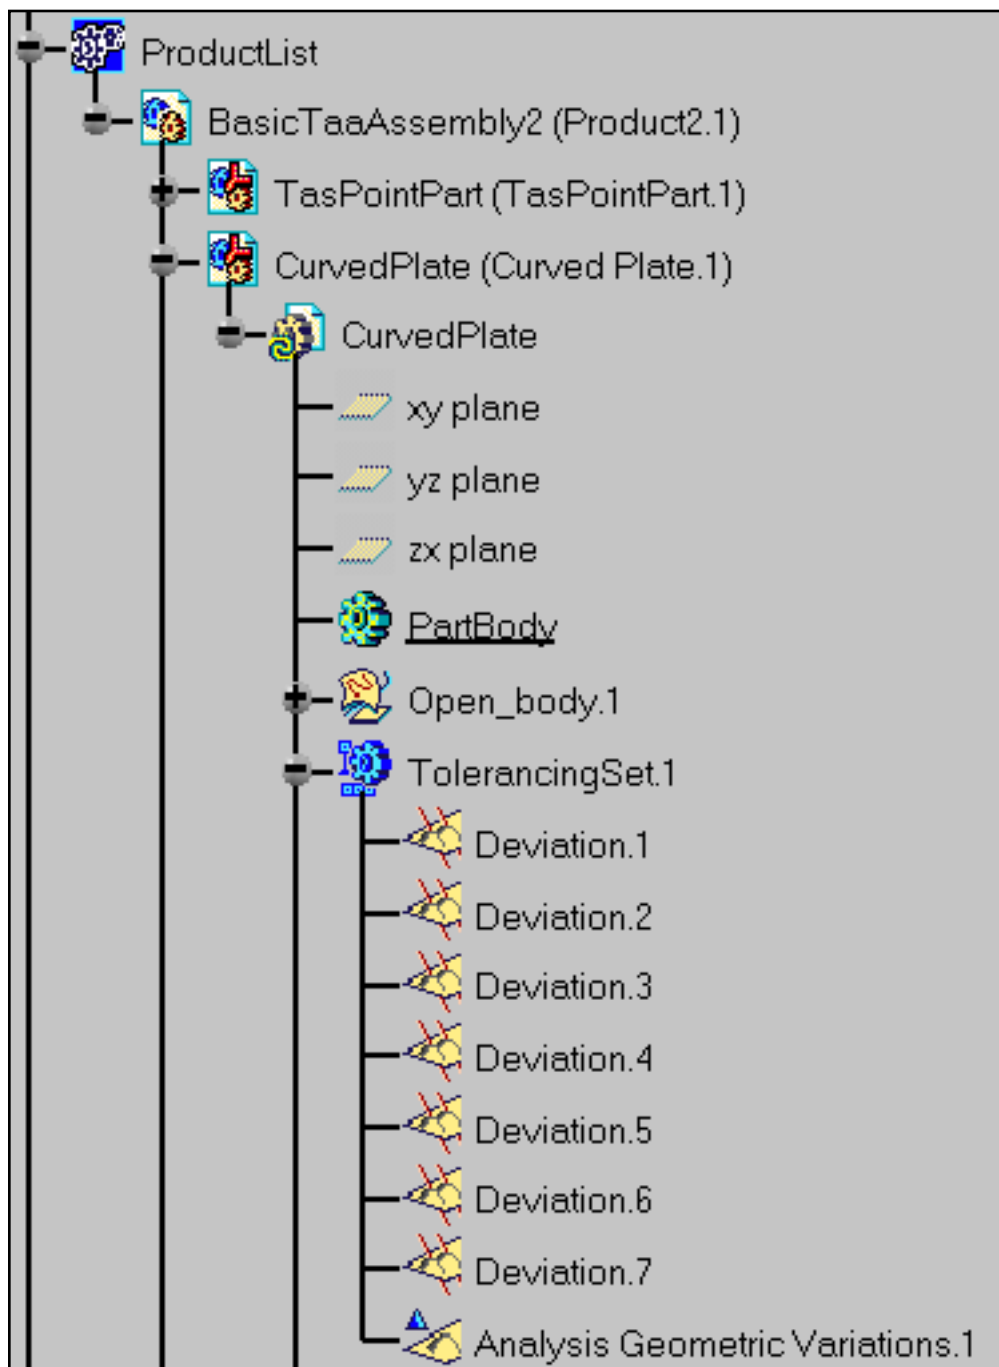 ProductList
BasicTaaAssembly2 (Product2.1)
TasPointPart (TasPointPart.1)
CurvedPlate (Curved Plate.1)
CurvedPlate
xy plane
yz plane
zx plane
PartBody
Open_body.1
TolerancingSet.1
Deviation.1
Deviation.2
Deviation.3
Deviation.4
Deviation.5
Deviation.6
Deviation.7
Analysis Geometric Variations.1